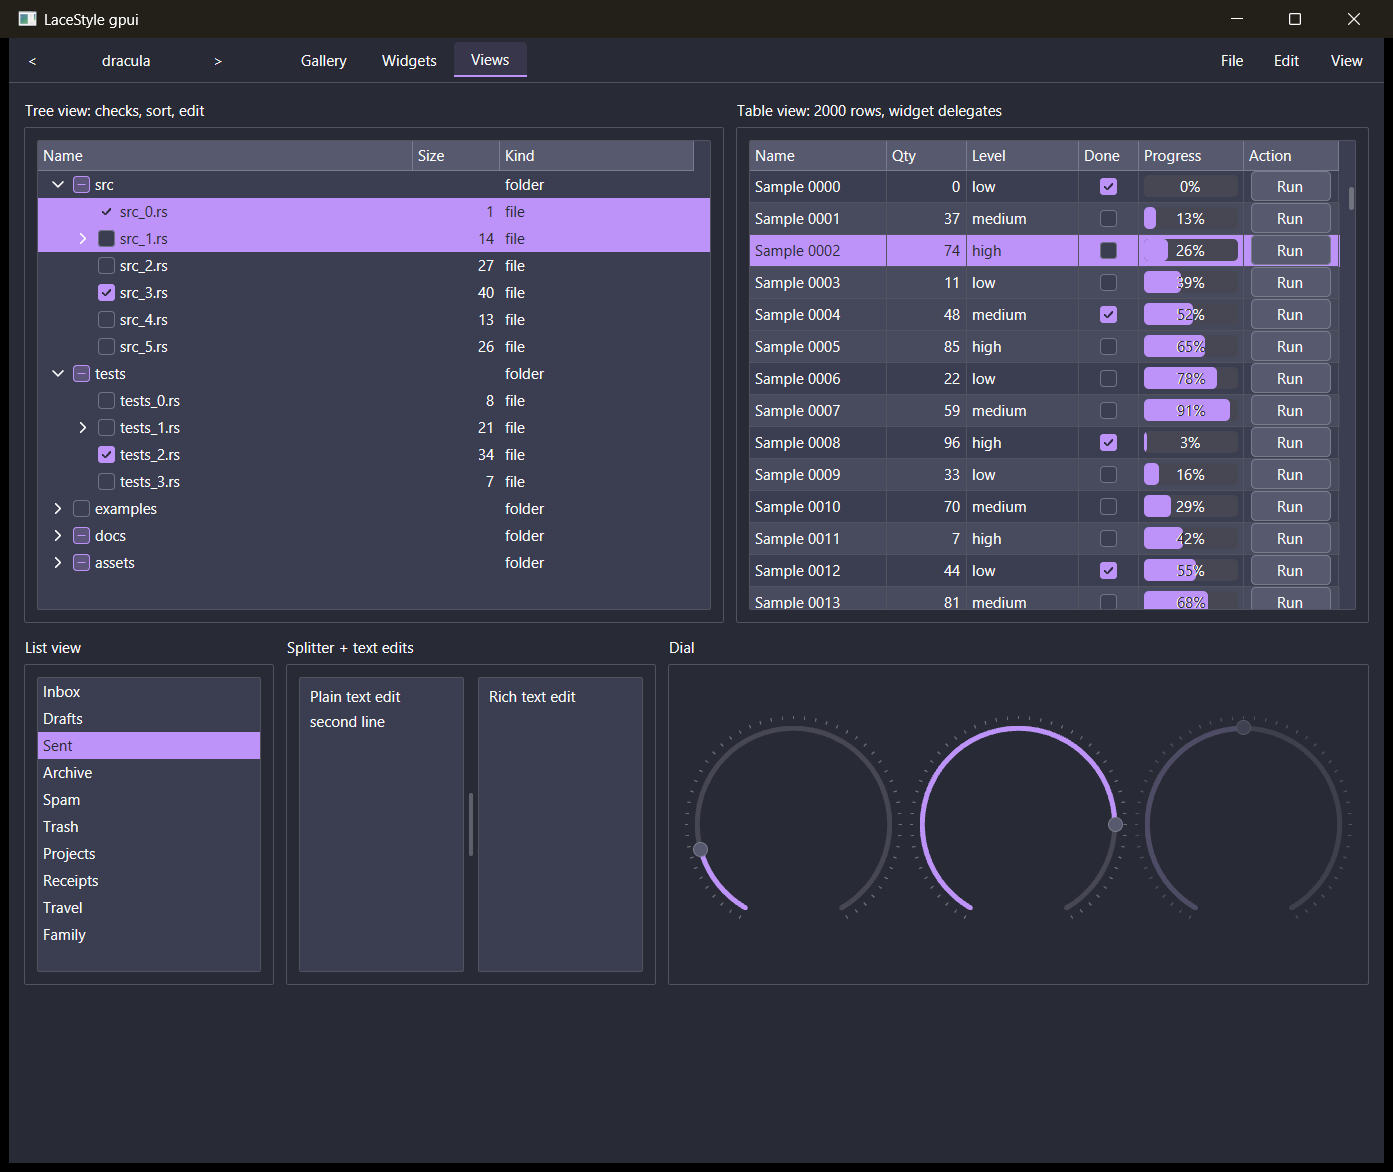 LaceStyle gpui
< dracula > Gallery Widgets Views File Edit View
Tree view: checks, sort, edit
Name Size Kind
src folder
src_0.rs 1 file
src_1.rs 14 file
src_2.rs 27 file
src_3.rs 40 file
src_4.rs 13 file
src_5.rs 26 file
tests folder
tests_0.rs 8 file
tests_1.rs 21 file
tests_2.rs 34 file
tests_3.rs 7 file
examples folder
docs folder
assets folder
Table view: 2000 rows, widget delegates
Name Qty Level Done Progress Action
Sample 0000 0 low 0% Run
Sample 0001 37 medium 13% Run
Sample 0002 74 high 26% Run
Sample 0003 11 low 39% Run
Sample 0004 48 medium 52% Run
Sample 0005 85 high 65% Run
Sample 0006 22 low 78% Run
Sample 0007 59 medium 91% Run
Sample 0008 96 high 3% Run
Sample 0009 33 low 16% Run
Sample 0010 70 medium 29% Run
Sample 0011 7 high 42% Run
Sample 0012 44 low 55% Run
Sample 0013 81 medium 68% Run
List view
Inbox
Drafts
Sent
Archive
Spam
Trash
Projects
Receipts
Travel
Family
Splitter + text edits
Plain text edit
second line
Rich text edit
Dial